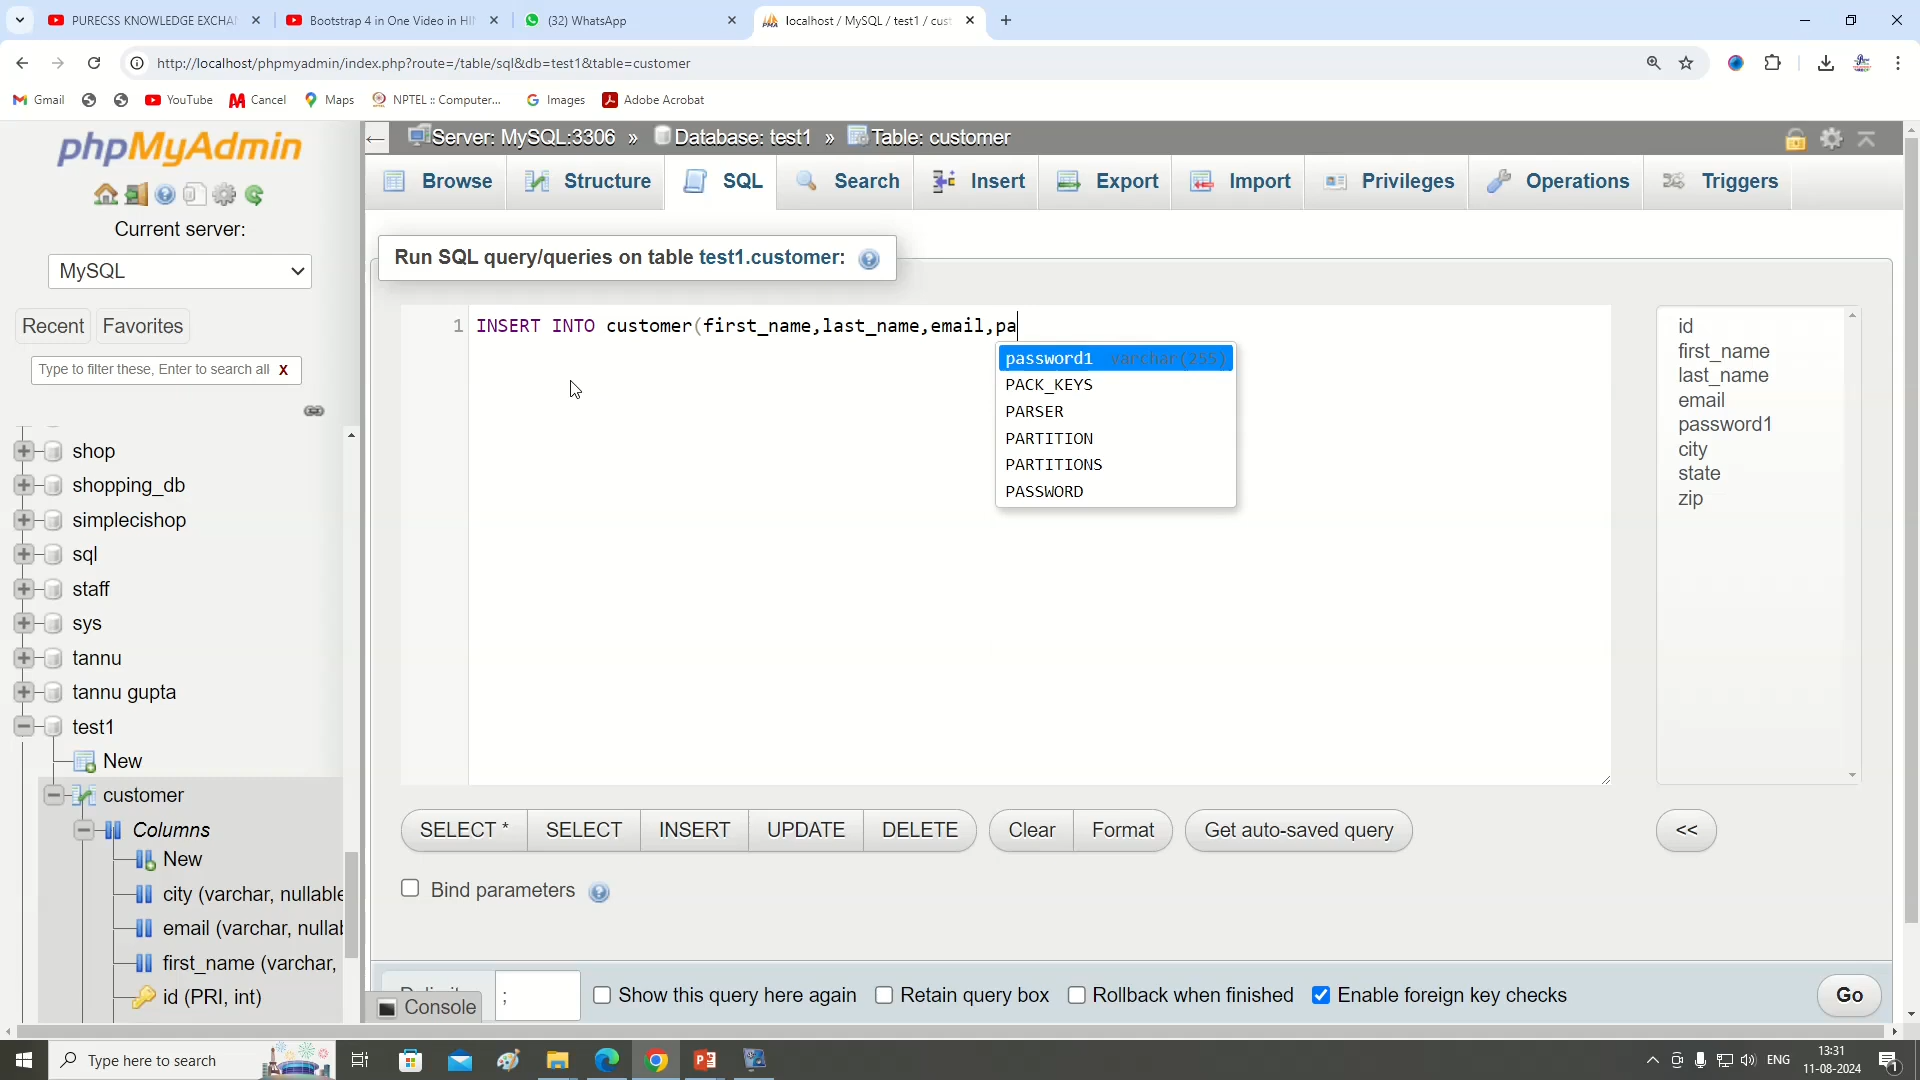 PURECSS KNOWLEDGE EXCHAN
Bootstrap 4 in One Video in HIN
(32) WhatsApp
localhost / MySQL / test1 / cust
http://localhost/phpmyadmin/index.php?route=/table/sql&db=test1&table=customer
Gmail
YouTube
Cancel
Maps
NPTEL :: Computer...
Images
Adobe Acrobat
phpMyAdmin
Current server:
MySQL
Recent Favorites
Type to filter these, Enter to search all X
shop
shopping_db
simplecishop
sql
staff
sys
tannu
tannu gupta
test1
New
customer
Columns
New
city (varchar, nullable
email (varchar, nullab
first_name (varchar,
id (PRI, int)
Server: MySQL:3306 » Database: test1 » Table: customer
Browse Structure SQL Search Insert Export Import Privileges Operations Triggers
Run SQL query/queries on table test1.customer:
1 INSERT INTO customer(first_name,last_name,email,pa
password1 varchar(255)
PACK_KEYS
PARSER
PARTITION
PARTITIONS
PASSWORD
id
first_name
last_name
email
password1
city
state
zip
SELECT * SELECT INSERT UPDATE DELETE Clear Format Get auto-saved query <<
Bind parameters
; Show this query here again Retain query box Rollback when finished Enable foreign key checks Go
Console
Type here to search
ENG
13:31
11-08-2024
1